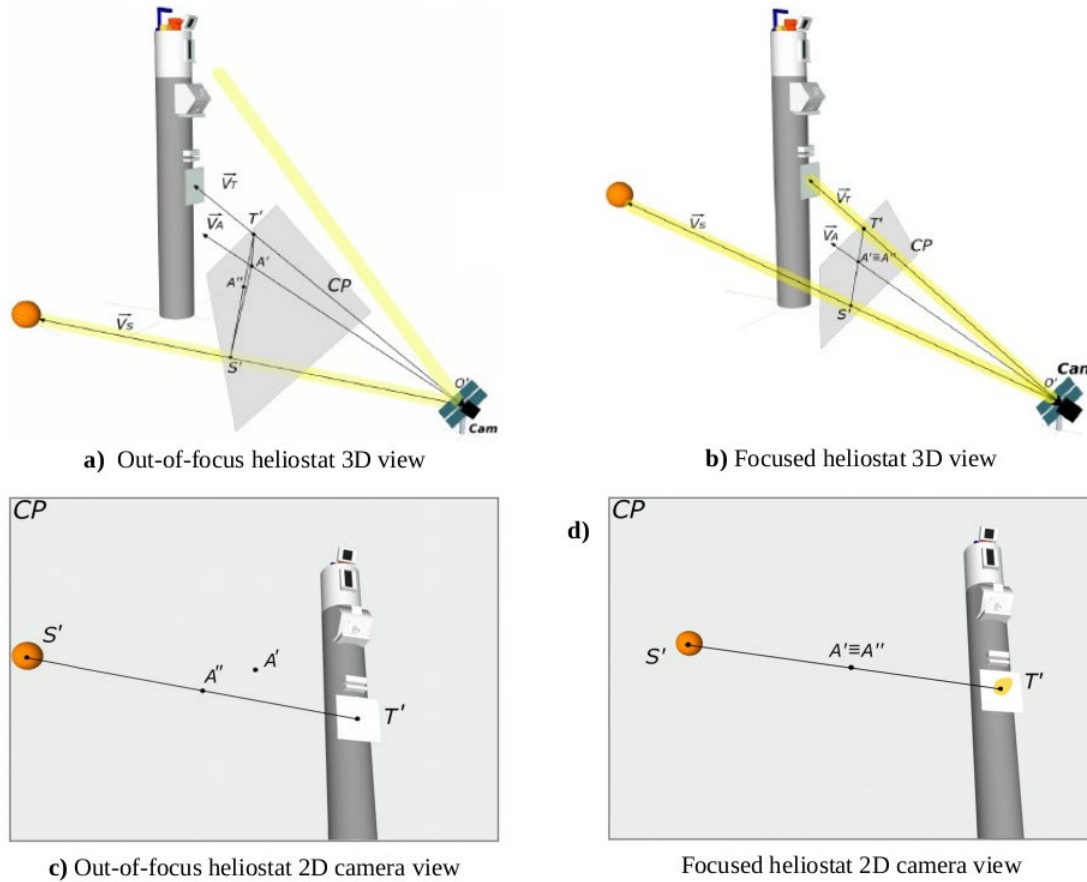 V_T
V_A
T'
A'
A''
CP
V_S
S'
O'
Cam
a) Out-of-focus heliostat 3D view
V_T
V_S
V_A
T'
CP
A'≡A''
S'
O'
Can
b) Focused heliostat 3D view
CP
S'
A'
A''
T'
c) Out-of-focus heliostat 2D camera view
d)
CP
S'
A'≡A''
T'
Focused heliostat 2D camera view